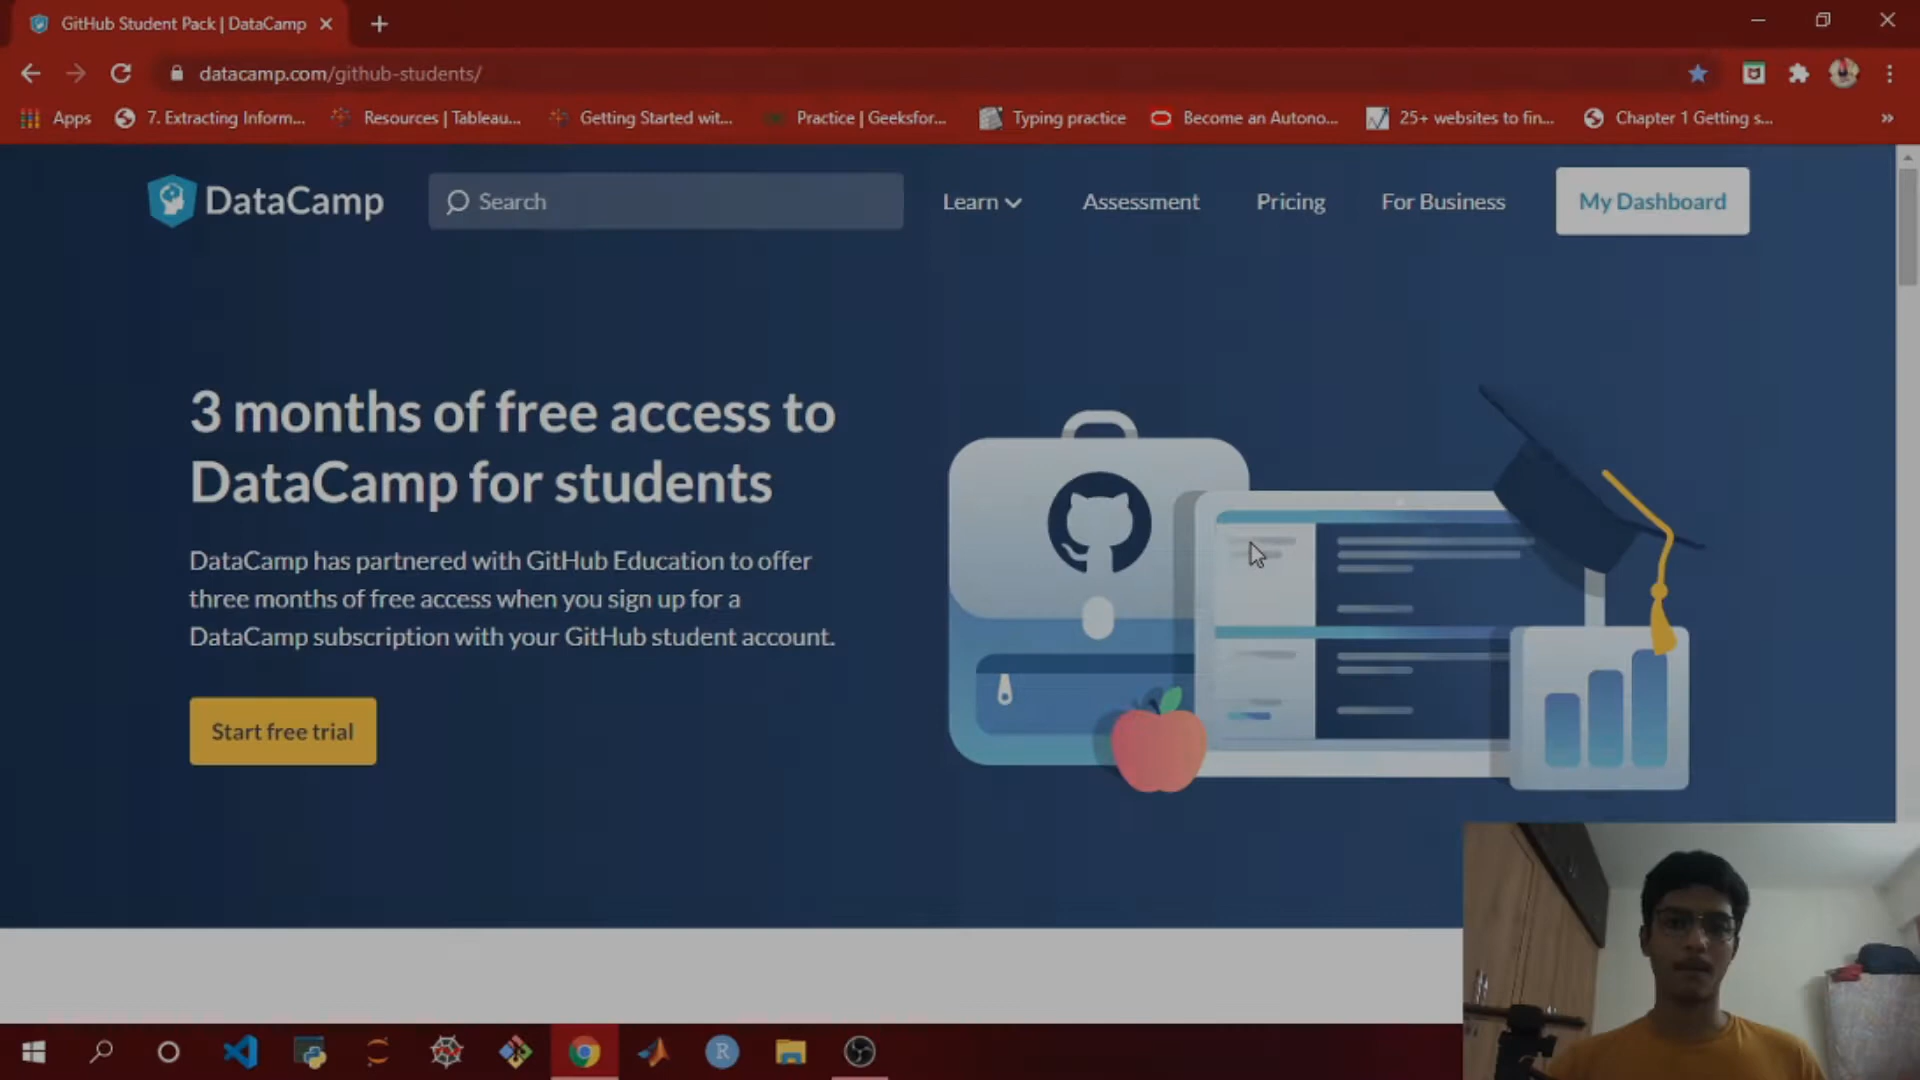 GitHub Student Pack | DataCamp
datacamp.com/github-students/
Apps
7. Extracting Inform...
Resources | Tableau...
Getting Started wit...
Practice | Geeksfor...
Typing practice
Become an Autono...
25+ websites to fin...
Chapter 1 Getting s...
»
DataCamp
Search
Learn
Assessment
Pricing
For Business
My Dashboard
3 months of free access to
DataCamp for students
DataCamp has partnered with GitHub Education to offer
three months of free access when you sign up for a
DataCamp subscription with your GitHub student account.
Start free trial
R